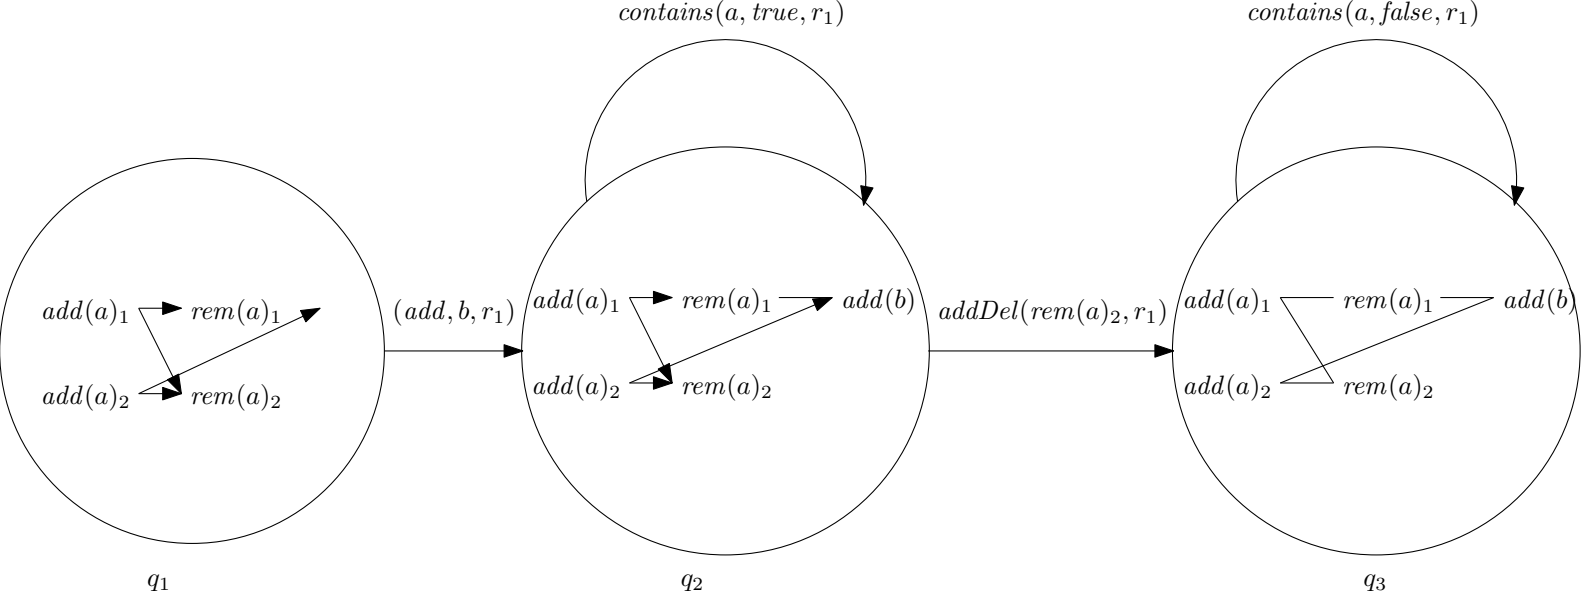 contains(a, true, r₁)
contains(a, false, r₁)
add(a)₁ rem(a)₁
add(a)₂ rem(a)₂
(add, b, r₁)
add(a)₁ rem(a)₁ add(b)
add(a)₂ rem(a)₂
addDel(rem(a)₂, r₁)
add(a)₁ rem(a)₁ add(b)
add(a)₂ rem(a)₂
q₁
q₂
q₃